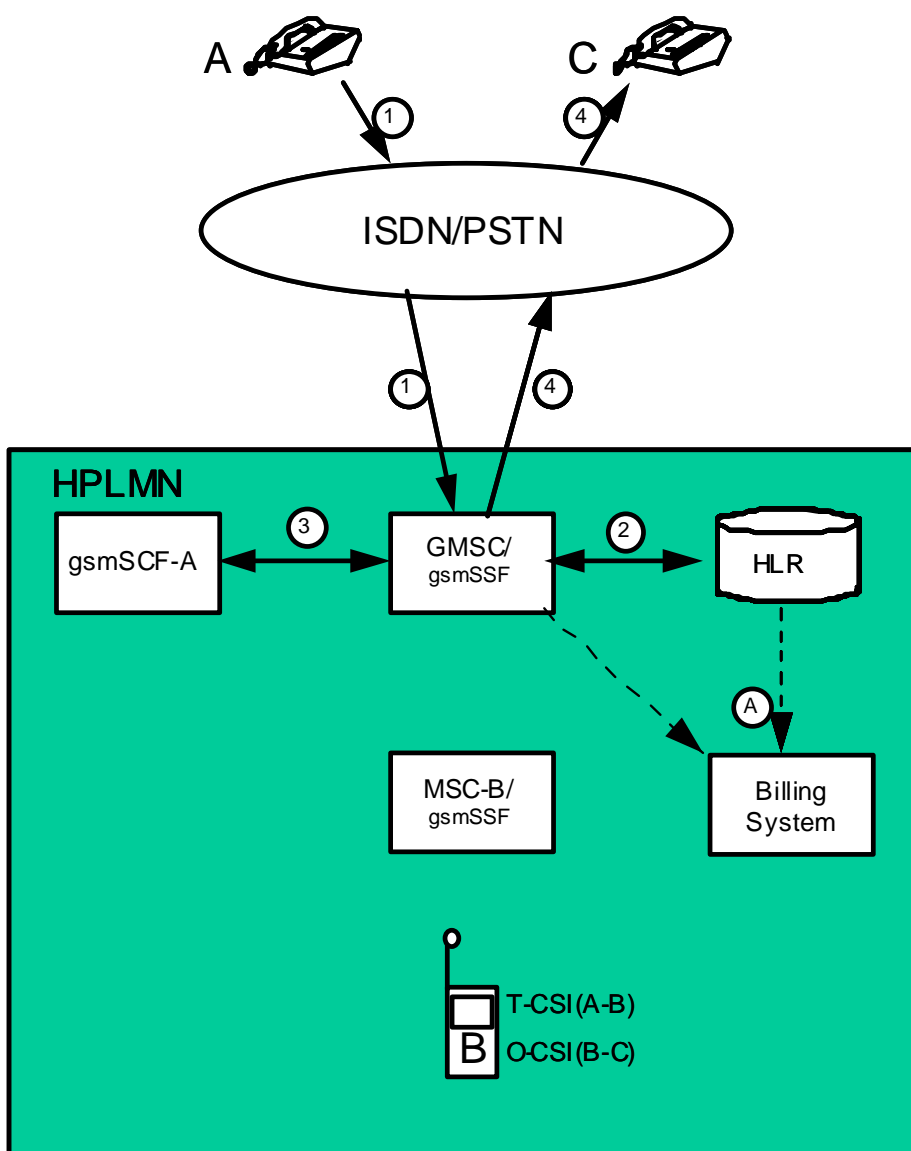 A
C
1
4
ISDN/PSTN
1
4
HPLMN
gsmSCF-A
3
GMSC/
gsmSSF
2
HLR
A
MSC-B/
gsmSSF
Billing
System
T-CSI(A-B)
B
O-CSI(B-C)